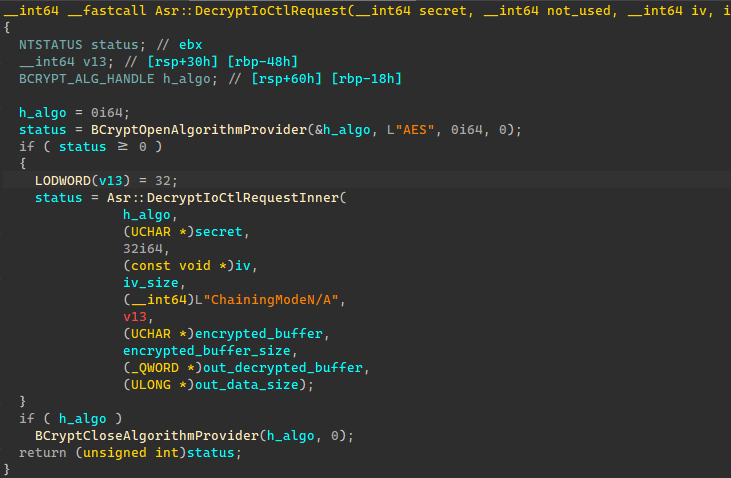 __int64 __fastcall Asr::DecryptIoCtlRequest(__int64 secret, __int64 not_used, __int64 iv, i
{
  NTSTATUS status; // ebx
  __int64 v13; // [rsp+30h] [rbp-48h]
  BCRYPT_ALG_HANDLE h_algo; // [rsp+60h] [rbp-18h]

  h_algo = 0i64;
  status = BCryptOpenAlgorithmProvider(&h_algo, L"AES", 0i64, 0);
  if ( status ≥ 0 )
  {
    LODWORD(v13) = 32;
    status = Asr::DecryptIoCtlRequestInner(
               h_algo,
               (UCHAR *)secret,
               32i64,
               (const void *)iv,
               iv_size,
               (__int64)L"ChainingModeN/A",
               v13,
               (UCHAR *)encrypted_buffer,
               encrypted_buffer_size,
               (_QWORD *)out_decrypted_buffer,
               (ULONG *)out_data_size);
  }
  if ( h_algo )
    BCryptCloseAlgorithmProvider(h_algo, 0);
  return (unsigned int)status;
}